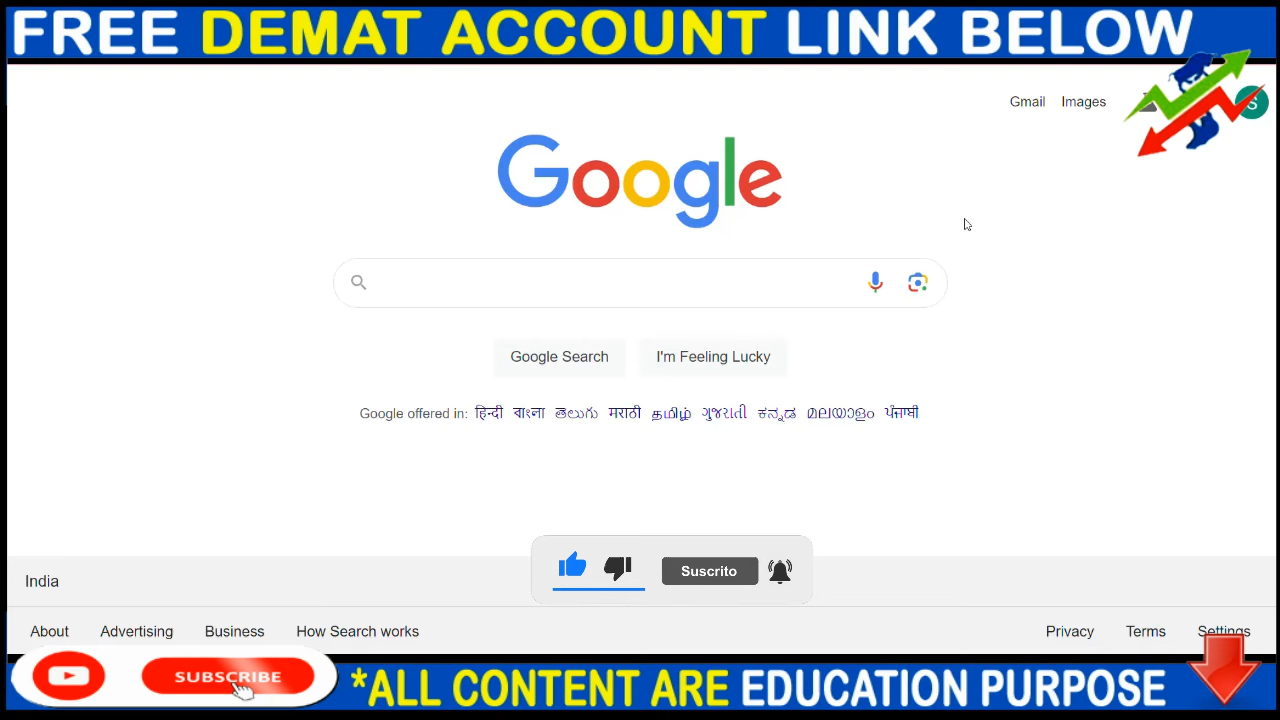 FREE DEMAT ACCOUNT LINK BELOW
Gmail Images
S
Google
Google Search I'm Feeling Lucky
Google offered in: हिन्दी বাংলা తెలుగు मराठी தமிழ் ગુજરાતી ಕನ್ನಡ മലയാളം ਪੰਜਾਬੀ
Suscrito
India
About Advertising Business How Search works Privacy Terms Settings
SUBSCRIBE
*ALL CONTENT ARE EDUCATION PURPOSE